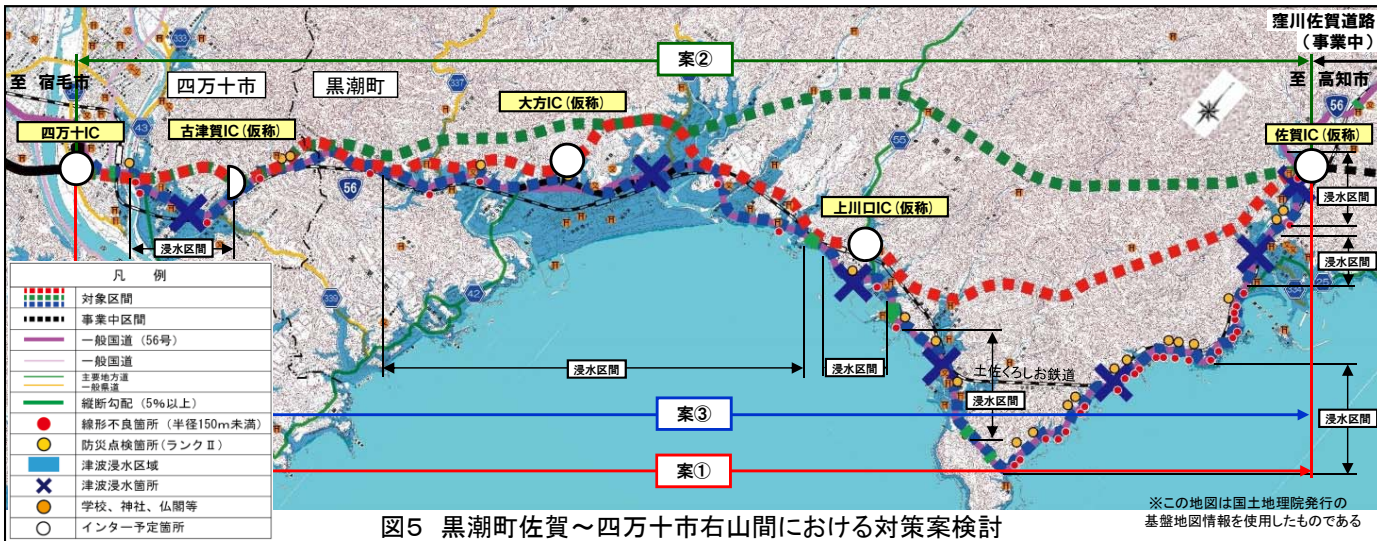 窪川佐賀道路
(事業中)
案②
至 宿毛市
四万十市
黒潮町
至 高知市
333
337
56
大方IC(仮称)
四万十IC
43
古津賀IC(仮称)
佐賀IC(仮称)
55
56
上川口IC(仮称)
浸水区間
浸水区間
浸水区間
339
42
25
浸水区間
浸水区間
土佐くろしお鉄道
浸水区間
浸水区間
案③
案①
凡 例
対象区間
事業中区間
一般国道(56号)
一般国道
主要地方道
一般県道
縦断勾配(5%以上)
線形不良箇所(半径150m未満)
防災点検箇所(ランクⅡ)
津波浸水区域
津波浸水箇所
学校、神社、仏閣等
インター予定箇所
図5 黒潮町佐賀～四万十市右山間における対策案検討
※この地図は国土地理院発行の
基盤地図情報を使用したものである